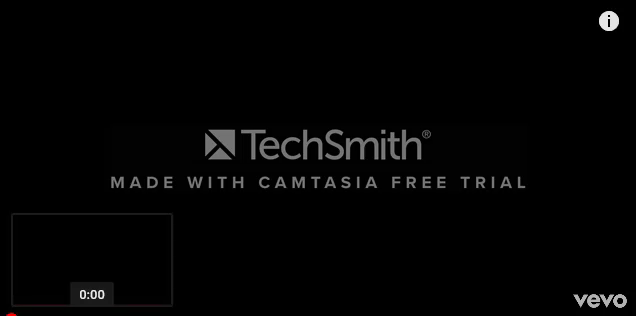 i
TechSmith®
MADE WITH CAMTASIA FREE TRIAL
0:00
vevo